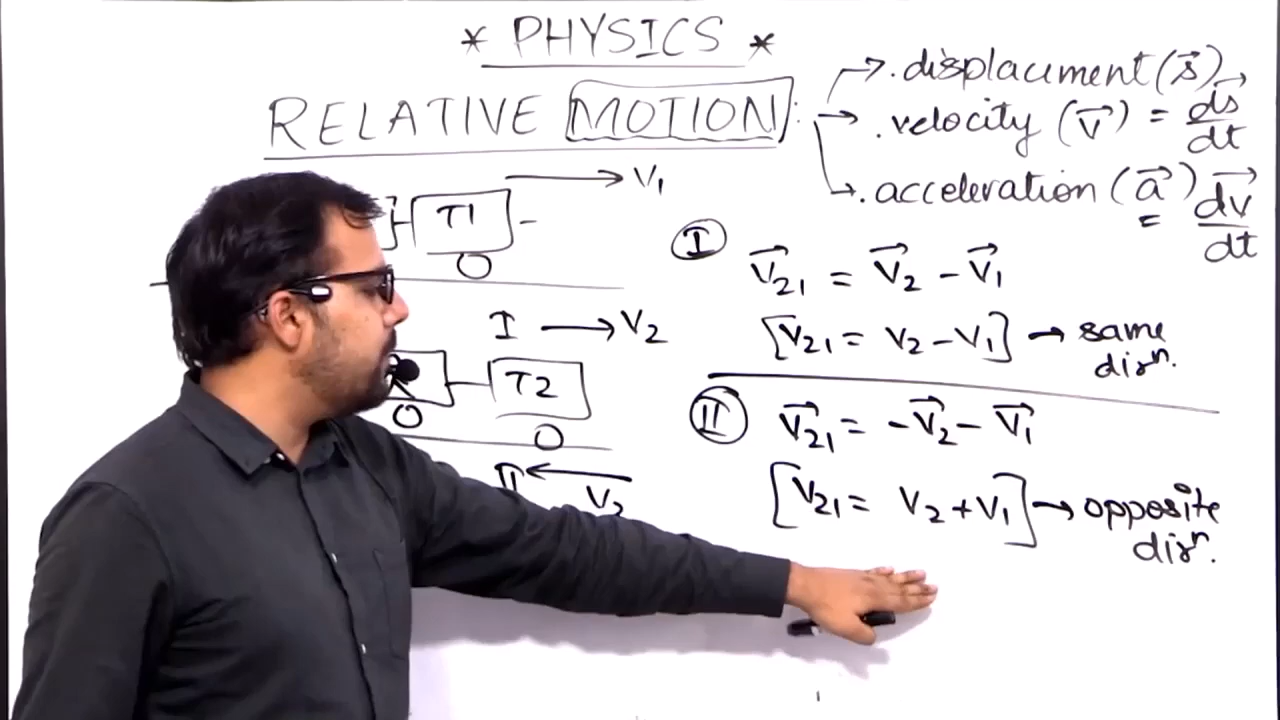 * PHYSICS *
RELATIVE MOTION :
→ . displacement (s⃗)
→ . velocity (v⃗) = ds⃗/dt
→ . acceleration (a⃗) dv⃗/dt
=
→ V₁
T1
I → V₂
T2
II ← V₂
I
V⃗₂₁ = V⃗₂ − V⃗₁
[V₂₁ = V₂ − V₁] → same dirⁿ.
II
V⃗₂₁ = −V⃗₂ − V⃗₁
[V₂₁ = V₂ + V₁] → opposite dirⁿ.